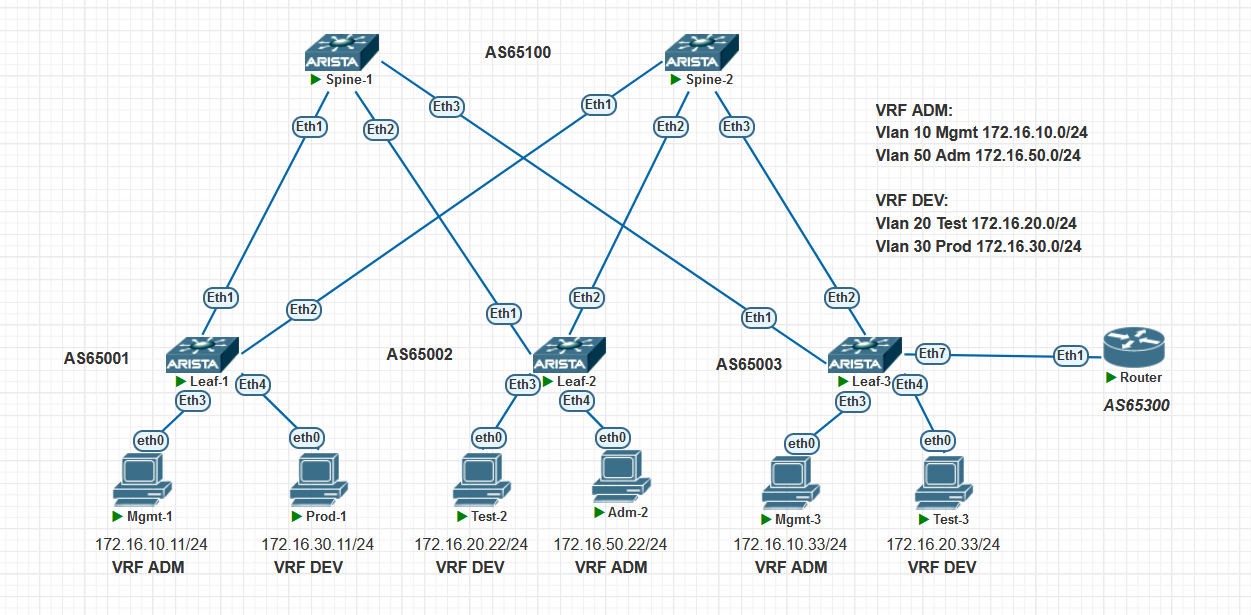 ARISTA
Spine-1
AS65100
ARISTA
Spine-2
Eth3
Eth1
Eth1
Eth2
Eth2
Eth3
VRF ADM:
Vlan 10 Mgmt 172.16.10.0/24
Vlan 50 Adm 172.16.50.0/24
VRF DEV:
Vlan 20 Test 172.16.20.0/24
Vlan 30 Prod 172.16.30.0/24
Eth1
Eth2
Eth1
Eth2
Eth1
Eth2
AS65001
ARISTA
Leaf-1
AS65002
ARISTA
Leaf-2
AS65003
ARISTA
Leaf-3
Eth7
Eth1
Router
AS65300
Eth3
Eth4
Eth3
Eth4
Eth3
Eth4
eth0
eth0
eth0
eth0
eth0
eth0
Mgmt-1
Prod-1
Test-2
Adm-2
Mgmt-3
Test-3
172.16.10.11/24
172.16.30.11/24
172.16.20.22/24
172.16.50.22/24
172.16.10.33/24
172.16.20.33/24
VRF ADM
VRF DEV
VRF DEV
VRF ADM
VRF ADM
VRF DEV